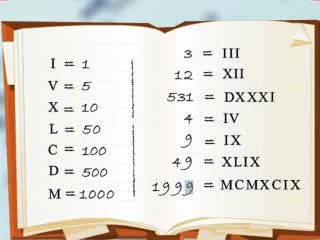 I = 1
V = 5
X = 10
L = 50
C = 100
D = 500
M = 1000
3 = III
12 = XII
531 = DXXXI
4 = IV
9 = IX
49 = XLIX
1999 = MCMXCIX